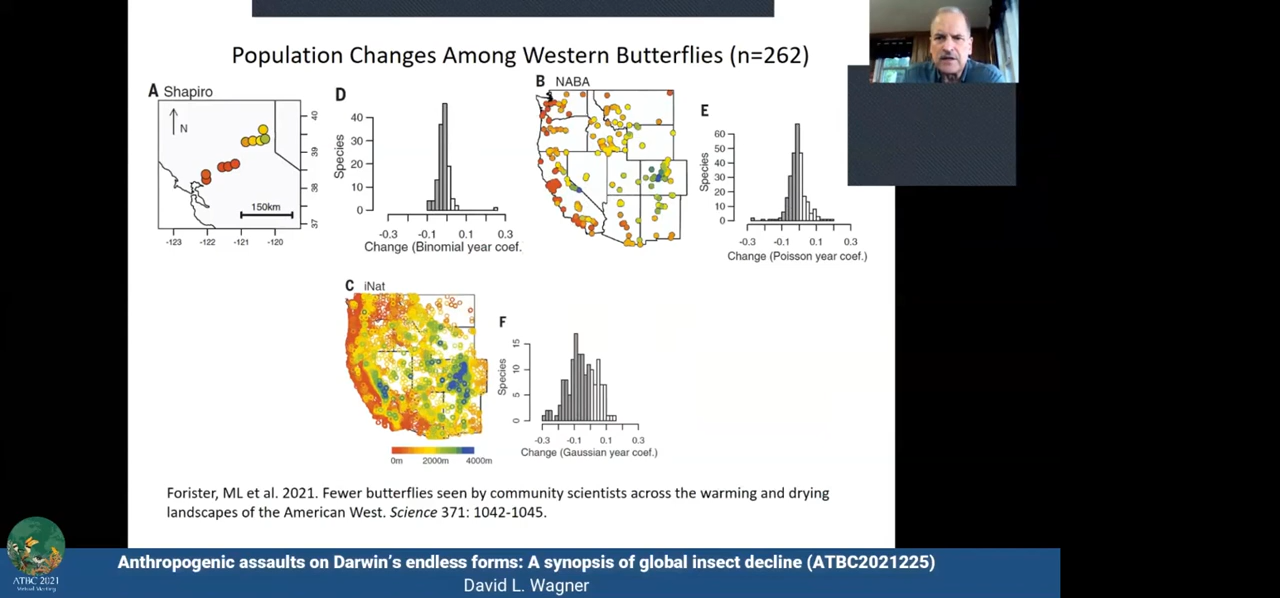 Population Changes Among Western Butterflies (n=262)
A Shapiro
N
150km
40
39
38
37
-123 -122 -121 -120
D
Species
40
30
20
10
0
-0.3 -0.1 0.1 0.3
Change (Binomial year coef.
B NABA
E
Species
60
50
40
30
20
10
0
-0.3 -0.1 0.1 0.3
Change (Poisson year coef.)
C iNat
0m 2000m 4000m
F
Species
15
10
5
0
-0.3 -0.1 0.1 0.3
Change (Gaussian year coef.)
Forister, ML et al. 2021. Fewer butterflies seen by community scientists across the warming and drying
landscapes of the American West. Science 371: 1042-1045.
ATBC 2021
Virtual Meeting
Anthropogenic assaults on Darwin's endless forms: A synopsis of global insect decline (ATBC2021225)
David L. Wagner